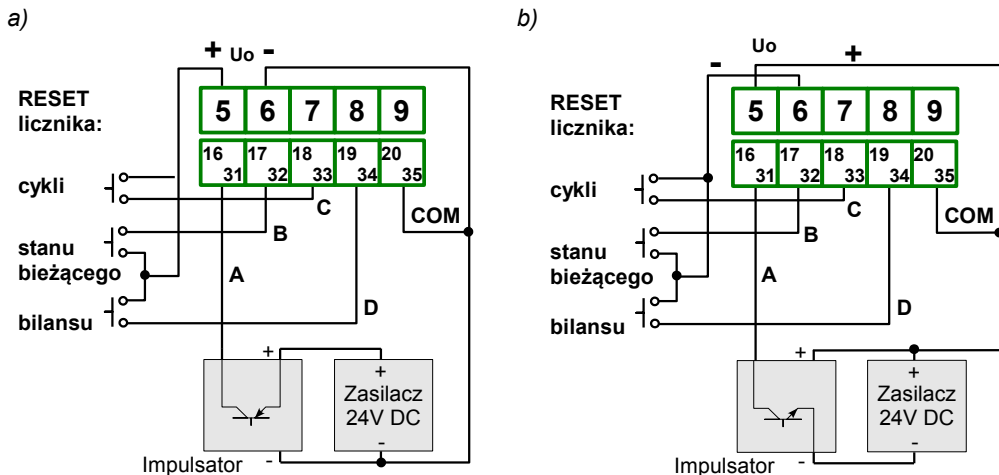 a)
+ Uo -
RESET
licznika:
5 6 7 8 9
16 17 18 19 20
31 32 33 34 35
cykli
C
COM
B
stanu
bieżącego
A
D
bilansu
+
+
Zasilacz
24V DC
-
-
Impulsator
b)
- Uo +
RESET
licznika:
5 6 7 8 9
16 17 18 19 20
31 32 33 34 35
cykli
C
COM
B
stanu
bieżącego
A
D
bilansu
+
+
Zasilacz
24V DC
-
-
Impulsator